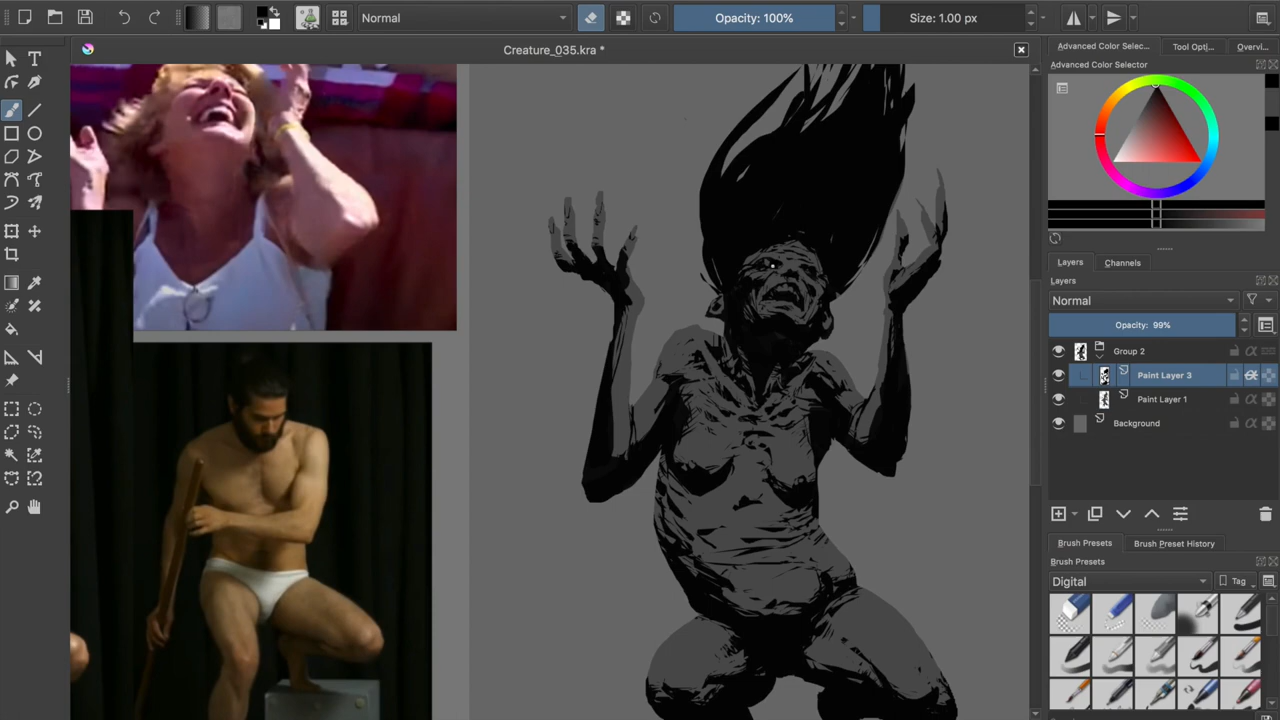 Normal
Opacity: 100%
Size: 1.00 px
Creature_035.kra *
Advanced Color Selec...
Tool Opti...
Overvi...
Advanced Color Selector
Layers
Channels
Layers
Normal
Opacity: 99%
Group 2
Paint Layer 3
Paint Layer 1
Background
Brush Presets
Brush Preset History
Brush Presets
Digital
Tag